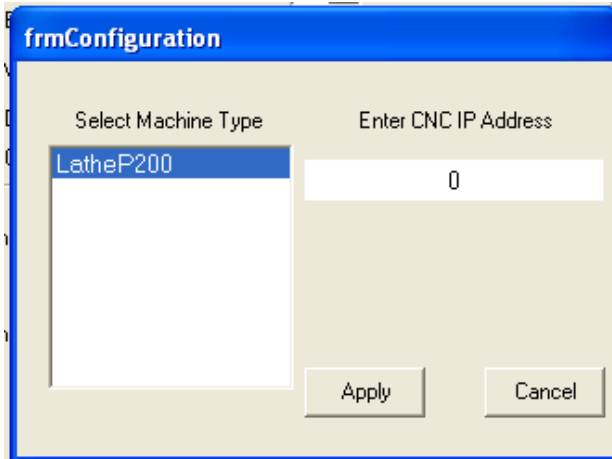 frmConfiguration
Select Machine Type
Enter CNC IP Address
LatheP200
0
Apply
Cancel